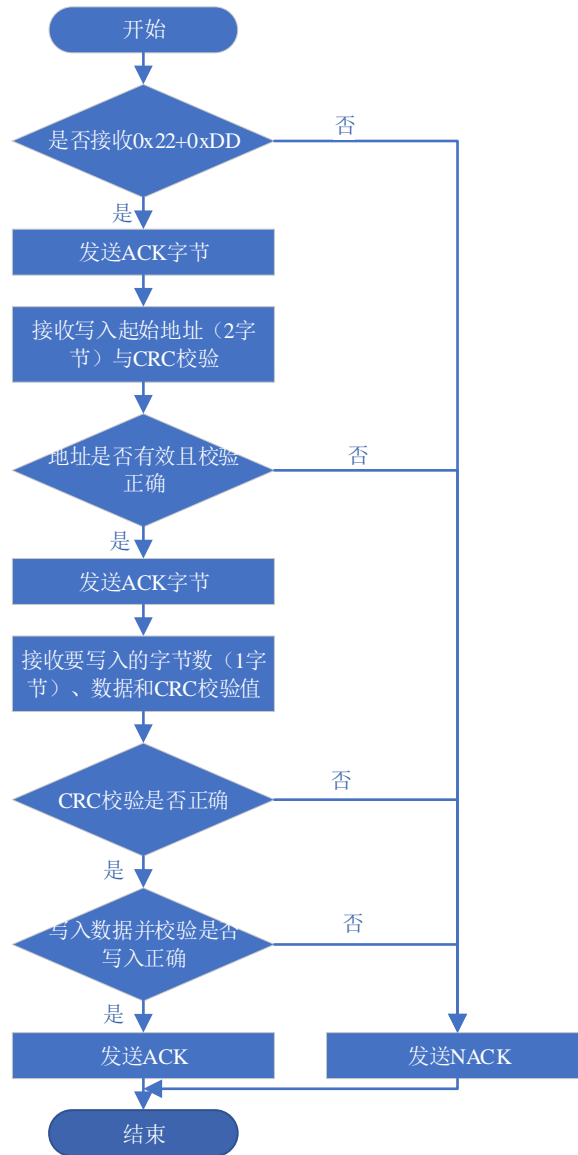 开始
是否接收0x22+0xDD
否
是
发送ACK字节
接收写入起始地址（2字
节）与CRC校验
地址是否有效且校验
正确
否
是
发送ACK字节
接收要写入的字节数（1字
节）、数据和CRC校验值
CRC校验是否正确
否
是
写入数据并校验是否
写入正确
否
是
发送ACK
发送NACK
结束